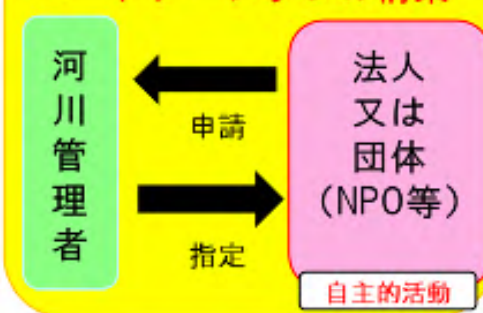 河川管理者
申請
指定
法人
又は
団体
(NPO等)
自主的活動